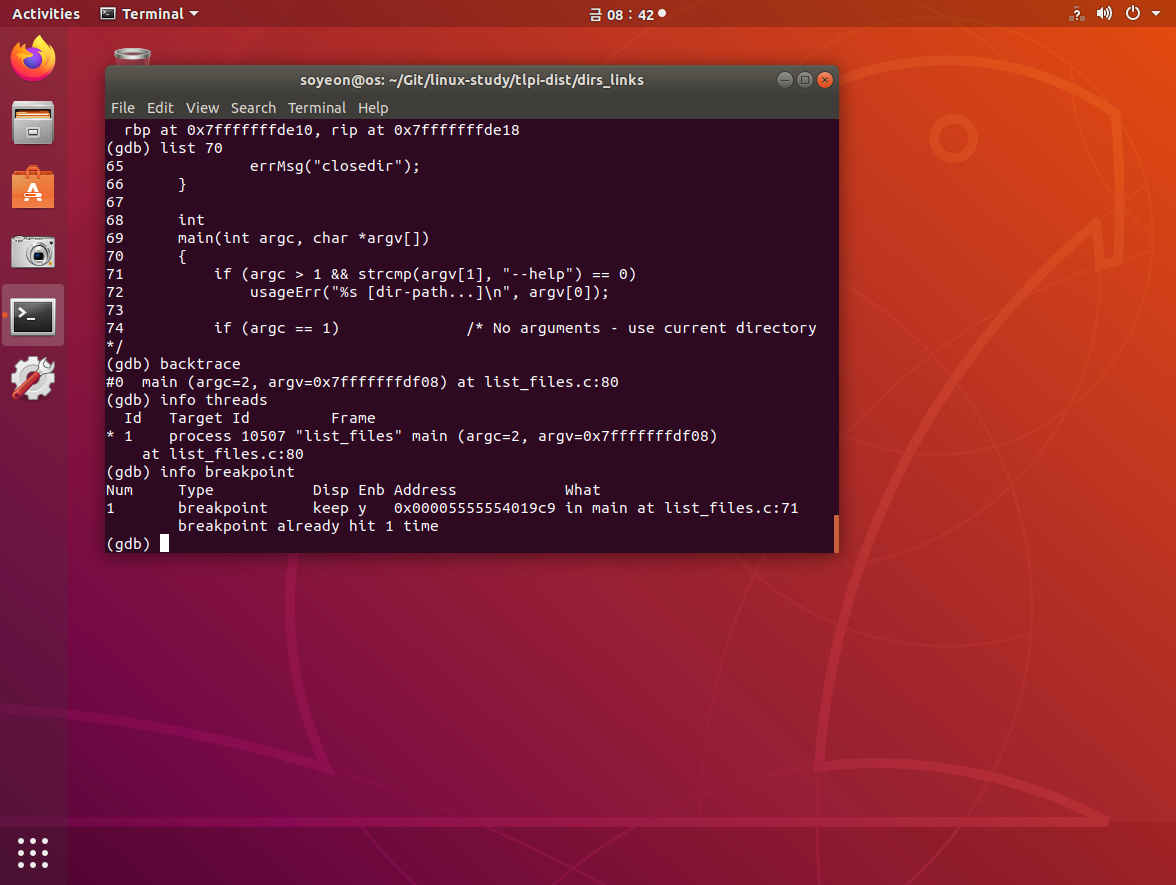 Activities
Terminal
금 08 : 42
?
soyeon@os: ~/Git/linux-study/tlpi-dist/dirs_links
File Edit View Search Terminal Help
  rbp at 0x7fffffffde10, rip at 0x7fffffffde18
(gdb) list 70
65              errMsg("closedir");
66      }
67
68      int
69      main(int argc, char *argv[])
70      {
71          if (argc > 1 && strcmp(argv[1], "--help") == 0)
72              usageErr("%s [dir-path...]\n", argv[0]);
73
74          if (argc == 1)              /* No arguments - use current directory
*/
(gdb) backtrace
#0  main (argc=2, argv=0x7fffffffdf08) at list_files.c:80
(gdb) info threads
  Id   Target Id         Frame
* 1    process 10507 "list_files" main (argc=2, argv=0x7fffffffdf08)
    at list_files.c:80
(gdb) info breakpoint
Num     Type           Disp Enb Address            What
1       breakpoint     keep y   0x00005555554019c9 in main at list_files.c:71
        breakpoint already hit 1 time
(gdb)